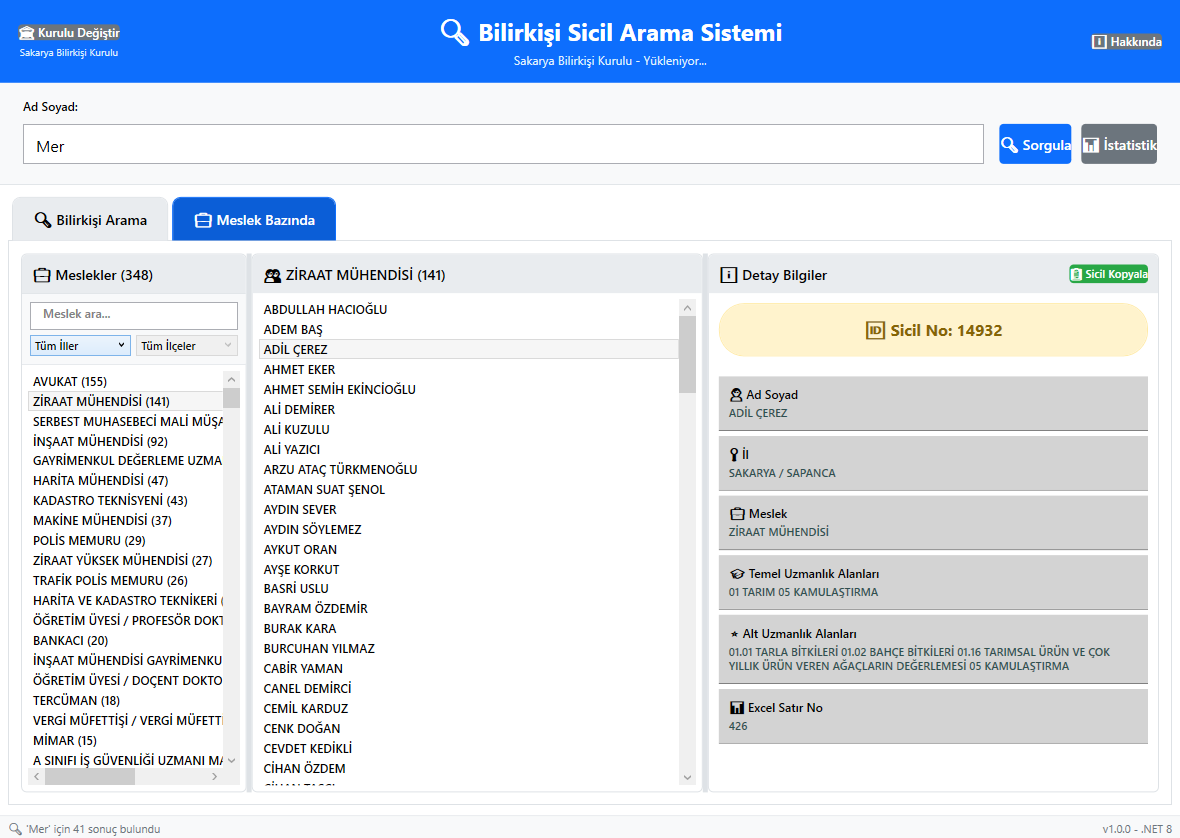 Kurulu Değiştir
Sakarya Bilirkişi Kurulu
Bilirkişi Sicil Arama Sistemi
Sakarya Bilirkişi Kurulu - Yükleniyor...
Hakkında
Ad Soyad:
Mer
Sorgula
İstatistik
Bilirkişi Arama
Meslek Bazında
Meslekler (348)
Meslek ara...
Tüm İller
Tüm İlçeler
AVUKAT (155)
ZİRAAT MÜHENDİSİ (141)
SERBEST MUHASEBECİ MALİ MÜŞA
İNŞAAT MÜHENDİSİ (92)
GAYRİMENKUL DEĞERLEME UZMA
HARİTA MÜHENDİSİ (47)
KADASTRO TEKNİSYENİ (43)
MAKİNE MÜHENDİSİ (37)
POLİS MEMURU (29)
ZİRAAT YÜKSEK MÜHENDİSİ (27)
TRAFİK POLİS MEMURU (26)
HARİTA VE KADASTRO TEKNİKERİ (
ÖĞRETİM ÜYESİ / PROFESÖR DOKT
BANKACI (20)
İNŞAAT MÜHENDİSİ GAYRİMENKU
ÖĞRETİM ÜYESİ / DOÇENT DOKTO
TERCÜMAN (18)
VERGİ MÜFETTİŞİ / VERGİ MÜFETTİ
MİMAR (15)
A SINIFI İŞ GÜVENLİĞİ UZMANI MA
ZİRAAT MÜHENDİSİ (141)
ABDULLAH HACIOĞLU
ADEM BAŞ
ADİL ÇEREZ
AHMET EKER
AHMET SEMİH EKİNCİOĞLU
ALİ DEMİRER
ALİ KUZULU
ALİ YAZICI
ARZU ATAÇ TÜRKMENOĞLU
ATAMAN SUAT ŞENOL
AYDIN SEVER
AYDIN SÖYLEMEZ
AYKUT ORAN
AYŞE KORKUT
BASRİ USLU
BAYRAM ÖZDEMİR
BURAK KARA
BURCUHAN YILMAZ
CABİR YAMAN
CANEL DEMİRCİ
CEMİL KARDUZ
CENK DOĞAN
CEVDET KEDİKLİ
CİHAN ÖZDEM
Detay Bilgiler
Sicil Kopyala
ID Sicil No: 14932
Ad Soyad
ADİL ÇEREZ
İl
SAKARYA / SAPANCA
Meslek
ZİRAAT MÜHENDİSİ
Temel Uzmanlık Alanları
01 TARIM 05 KAMULAŞTIRMA
Alt Uzmanlık Alanları
01.01 TARLA BİTKİLERİ 01.02 BAHÇE BİTKİLERİ 01.16 TARIMSAL ÜRÜN VE ÇOK
YILLIK ÜRÜN VEREN AĞAÇLARIN DEĞERLEMESİ 05 KAMULAŞTIRMA
Excel Satır No
426
'Mer' için 41 sonuç bulundu
v1.0.0 - .NET 8